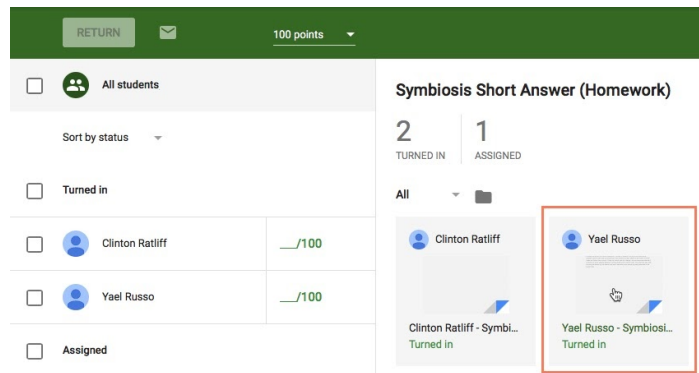 RETURN
100 points
All students
Sort by status
Turned in
Clinton Ratliff
__/100
Yael Russo
__/100
Assigned
Symbiosis Short Answer (Homework)
2 1
TURNED IN ASSIGNED
All
Clinton Ratliff
Clinton Ratliff - Symbi...
Turned in
Yael Russo
Yael Russo - Symbiosi...
Turned in